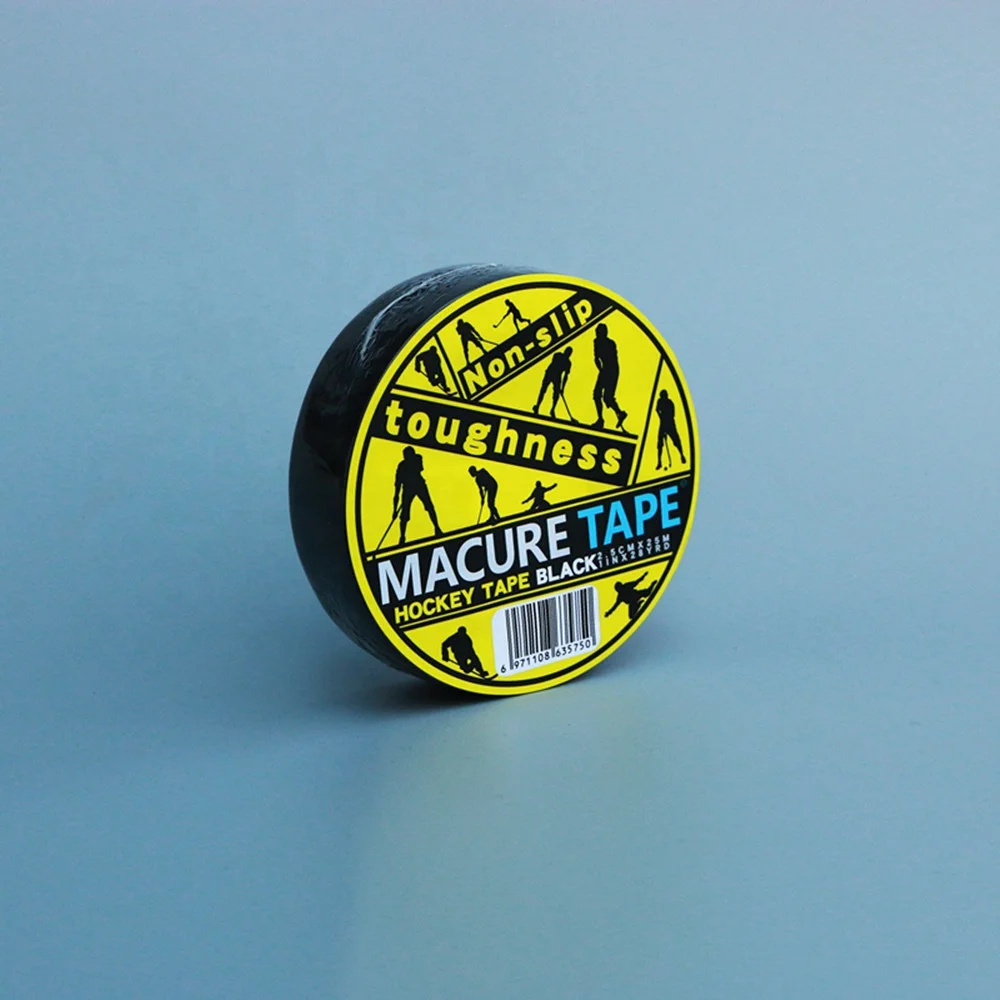 Non-slip
toughness
MACURE TAPE
HOCKEY TAPE BLACK
2.5CMX25M
1iNX28YRD
6 971108 635750